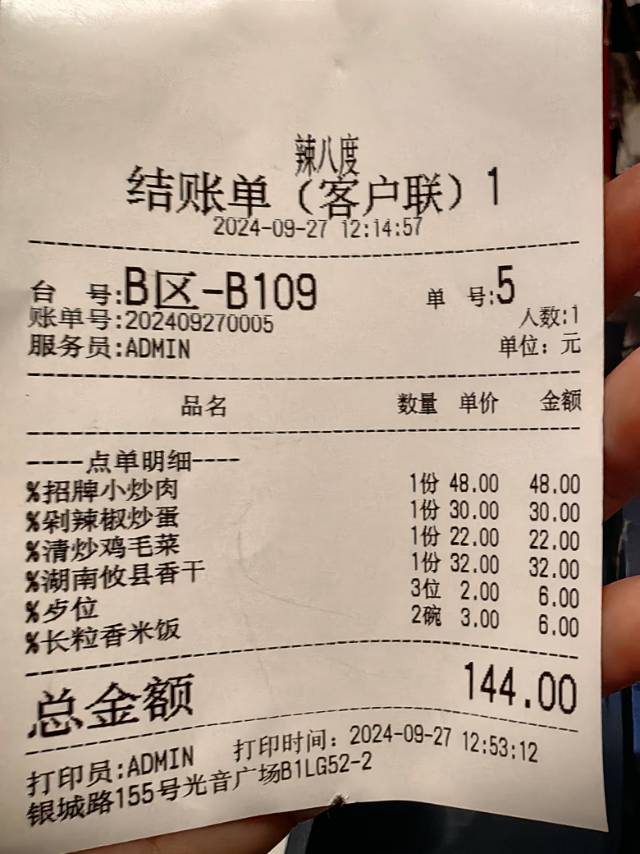 辣八度
结账单（客户联）1
2024-09-27 12:14:57
台 号:B区-B109 单 号:5
账单号:202409270005 人数:1
服务员:ADMIN 单位: 元
品名 数量 单价 金额
----点单明细----
%招牌小炒肉 1份 48.00 48.00
%剁辣椒炒蛋 1份 30.00 30.00
%清炒鸡毛菜 1份 22.00 22.00
%湖南攸县香干 1份 32.00 32.00
%歺位 3位 2.00 6.00
%长粒香米饭 2碗 3.00 6.00
总金额 144.00
打印员:ADMIN 打印时间: 2024-09-27 12:53:12
银城路155号光音广场B1LG52-2